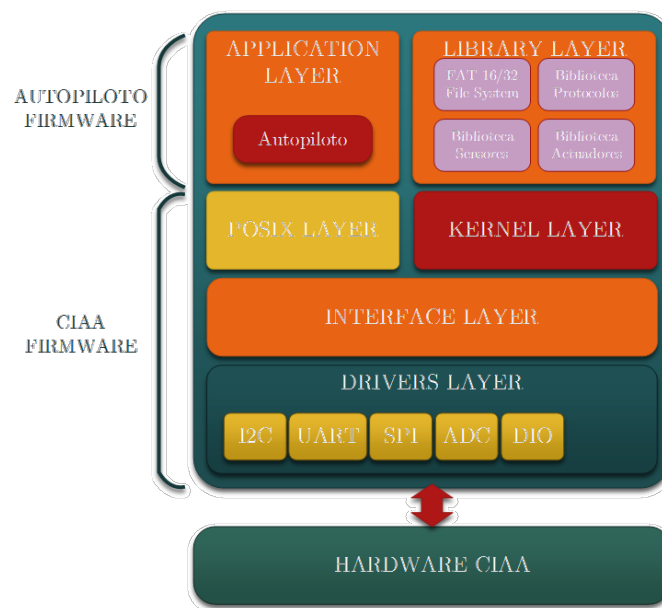 AUTOPILOTO
FIRMWARE
APPLICATION
LAYER
Autopiloto
LIBRARY LAYER
FAT 16/32
File System
Biblioteca
Protocolos
Biblioteca
Sensores
Biblioteca
Actuadores
CIAA
FIRMWARE
POSIX LAYER
KERNEL LAYER
INTERFACE LAYER
DRIVERS LAYER
I2C
UART
SPI
ADC
DIO
HARDWARE CIAA